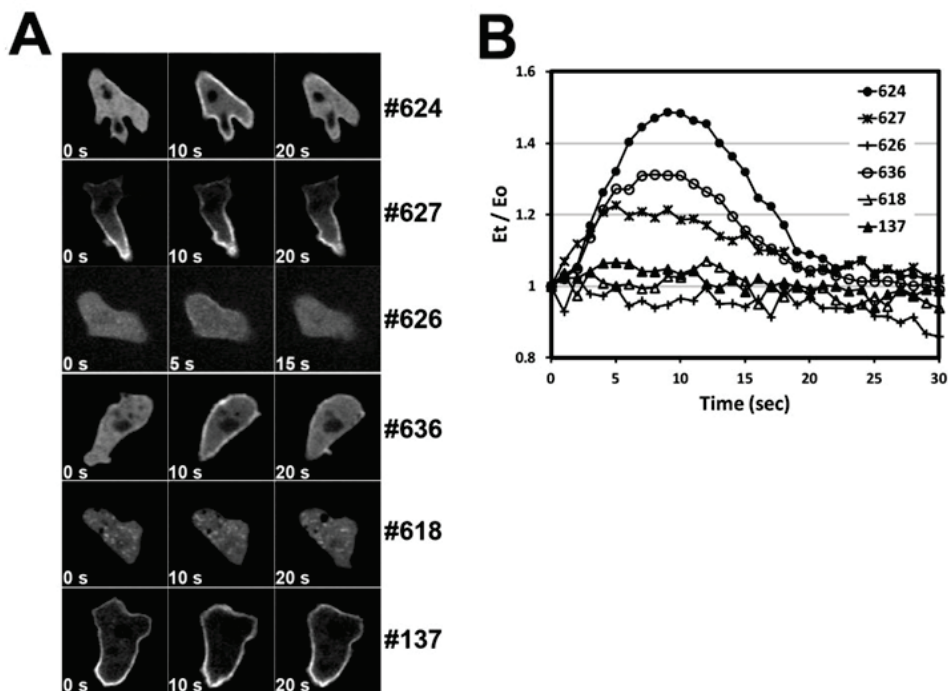 A
0 s 10 s 20 s #624
0 s 10 s 20 s #627
0 s 5 s 15 s #626
0 s 10 s 20 s #636
0 s 10 s 20 s #618
0 s 10 s 20 s #137
B
1.6
1.4
1.2
1
0.8
Et / Eo
624
627
626
636
618
137
0 5 10 15 20 25 30
Time (sec)